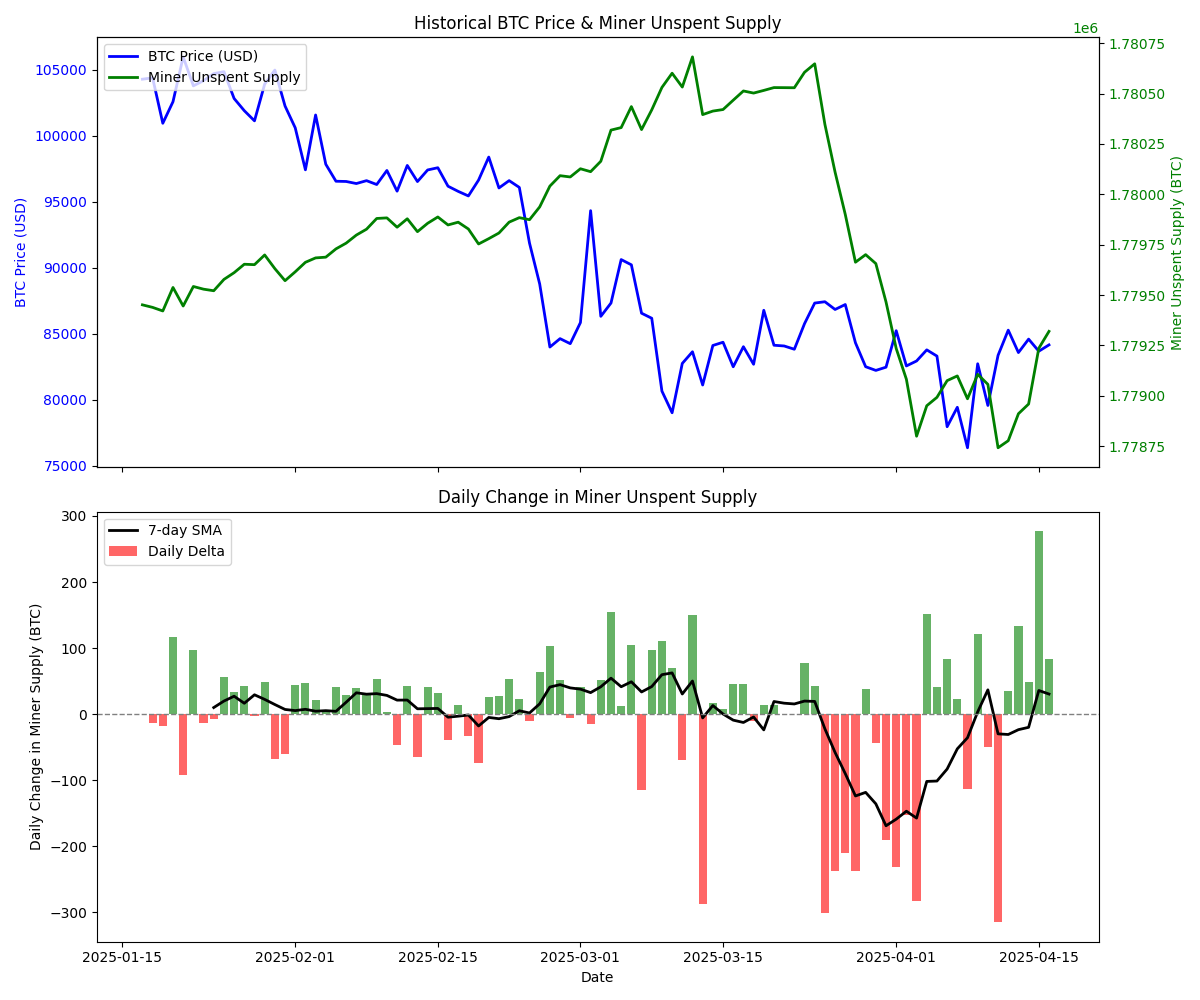 Historical BTC Price & Miner Unspent Supply
1e6
BTC Price (USD)
Miner Unspent Supply
105000
100000
95000
90000
85000
80000
75000
BTC Price (USD)
1.78075
1.78050
1.78025
1.78000
1.77975
1.77950
1.77925
1.77900
1.77875
Miner Unspent Supply (BTC)
Daily Change in Miner Unspent Supply
7-day SMA
Daily Delta
300
200
100
0
−100
−200
−300
Daily Change in Miner Supply (BTC)
2025-01-15
2025-02-01
2025-02-15
2025-03-01
2025-03-15
2025-04-01
2025-04-15
Date